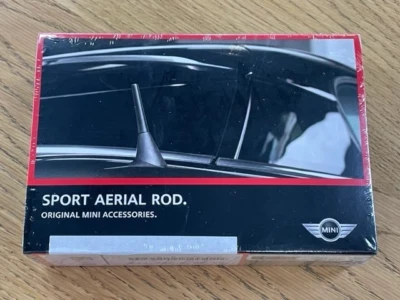 SPORT AERIAL ROD.
ORIGINAL MINI ACCESSORIES.
MINI